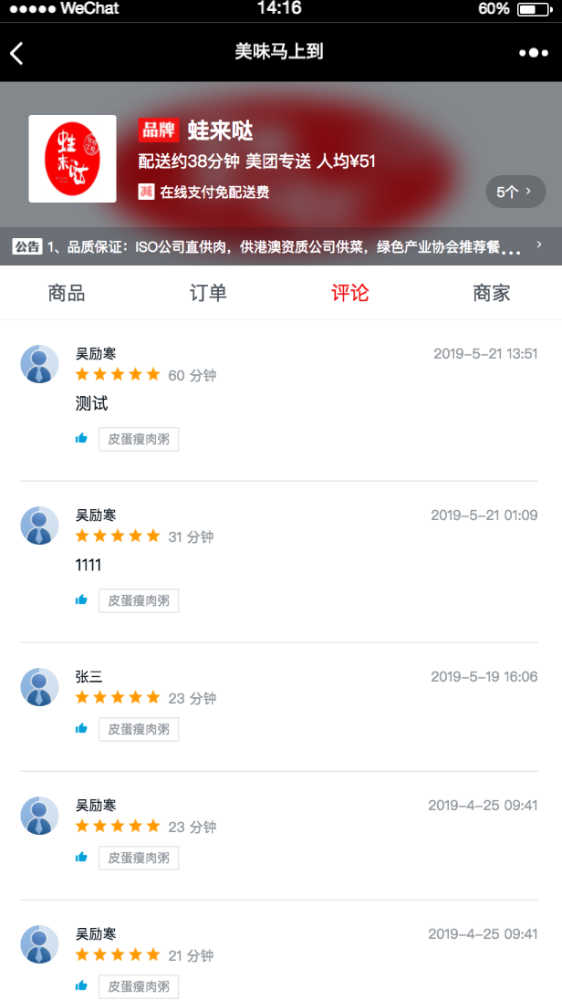 ●●●●● WeChat 14:16 60%
美味马上到
蛙来哒
品牌 蛙来哒
配送约38分钟 美团专送 人均¥51
减 在线支付免配送费
5个 >
公告 1、品质保证：ISO公司直供肉，供港澳资质公司供菜，绿色产业协会推荐餐... >
商品 订单 评论 商家
吴励寒 2019-5-21 13:51
60 分钟
测试
皮蛋瘦肉粥
吴励寒 2019-5-21 01:09
31 分钟
1111
皮蛋瘦肉粥
张三 2019-5-19 16:06
23 分钟
皮蛋瘦肉粥
吴励寒 2019-4-25 09:41
23 分钟
皮蛋瘦肉粥
吴励寒 2019-4-25 09:41
21 分钟
皮蛋瘦肉粥